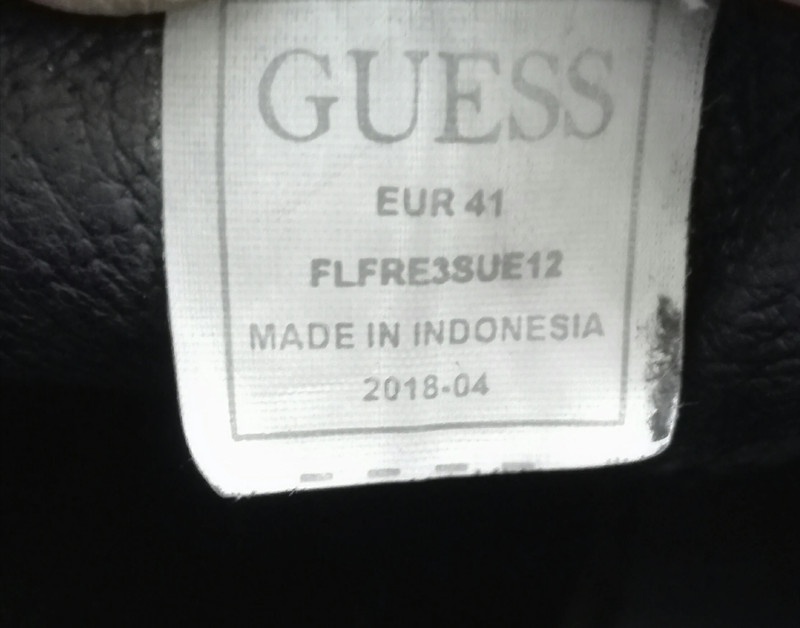 GUESS
EUR 41
FLFRE3SUE12
MADE IN INDONESIA
2018-04